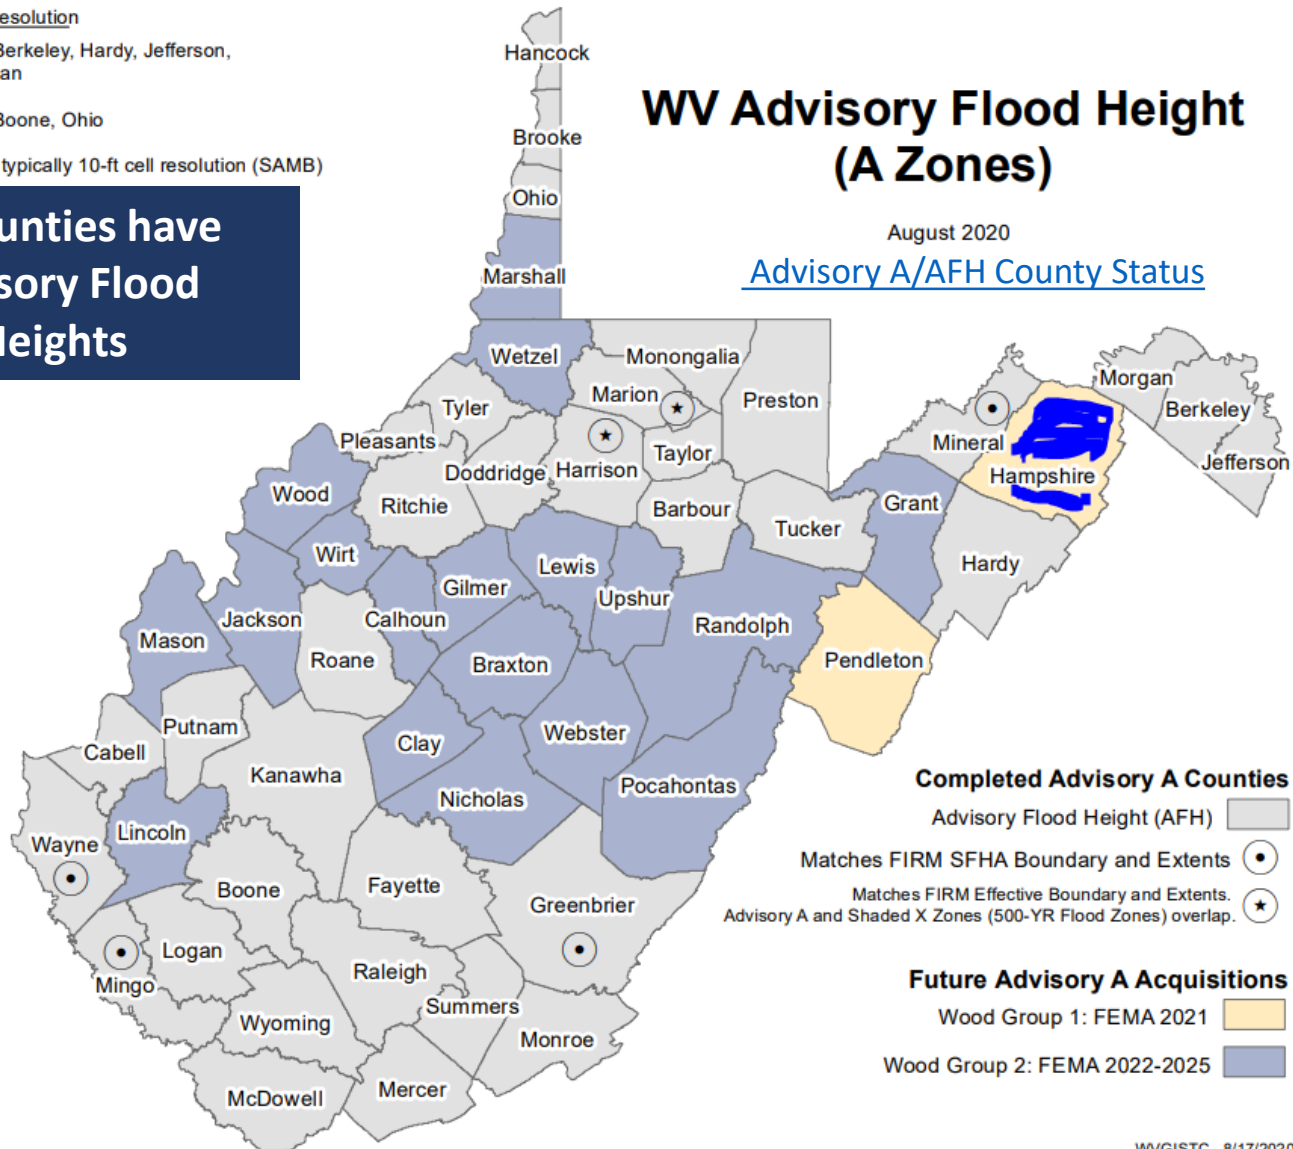 esolution
Berkeley, Hardy, Jefferson,
an
Boone, Ohio
typically 10-ft cell resolution (SAMB)
unties have
sory Flood
Heights
WV Advisory Flood Height
(A Zones)
August 2020
Advisory A/AFH County Status
Hancock
Brooke
Ohio
Marshall
Wetzel
Monongalia
Marion
Preston
Tyler
Pleasants
Doddridge
Harrison
Taylor
Mineral
Hampshire
Morgan
Berkeley
Jefferson
Wood
Ritchie
Barbour
Tucker
Grant
Hardy
Wirt
Lewis
Gilmer
Upshur
Jackson
Calhoun
Randolph
Mason
Roane
Braxton
Pendleton
Putnam
Clay
Webster
Cabell
Kanawha
Nicholas
Pocahontas
Lincoln
Wayne
Boone
Fayette
Greenbrier
Logan
Raleigh
Mingo
Summers
Wyoming
Monroe
McDowell
Mercer
Completed Advisory A Counties
Advisory Flood Height (AFH)
Matches FIRM SFHA Boundary and Extents
Matches FIRM Effective Boundary and Extents.
Advisory A and Shaded X Zones (500-YR Flood Zones) overlap.
Future Advisory A Acquisitions
Wood Group 1: FEMA 2021
Wood Group 2: FEMA 2022-2025
WVGISTC 8/17/2020